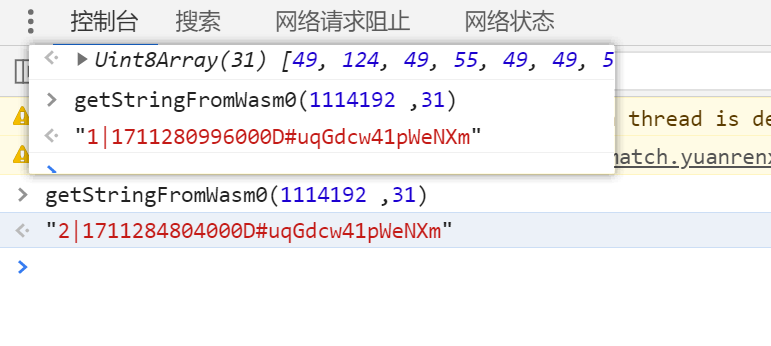 控制台 搜索 网络请求阻止 网络状态
Uint8Array(31) [49, 124, 49, 55, 49, 49, 5
getStringFromWasm0(1114192 ,31)
"1|1711280996000D#uqGdcw41pWeNXm"
thread is de
match.yuanrenx
getStringFromWasm0(1114192 ,31)
"2|1711284804000D#uqGdcw41pWeNXm"